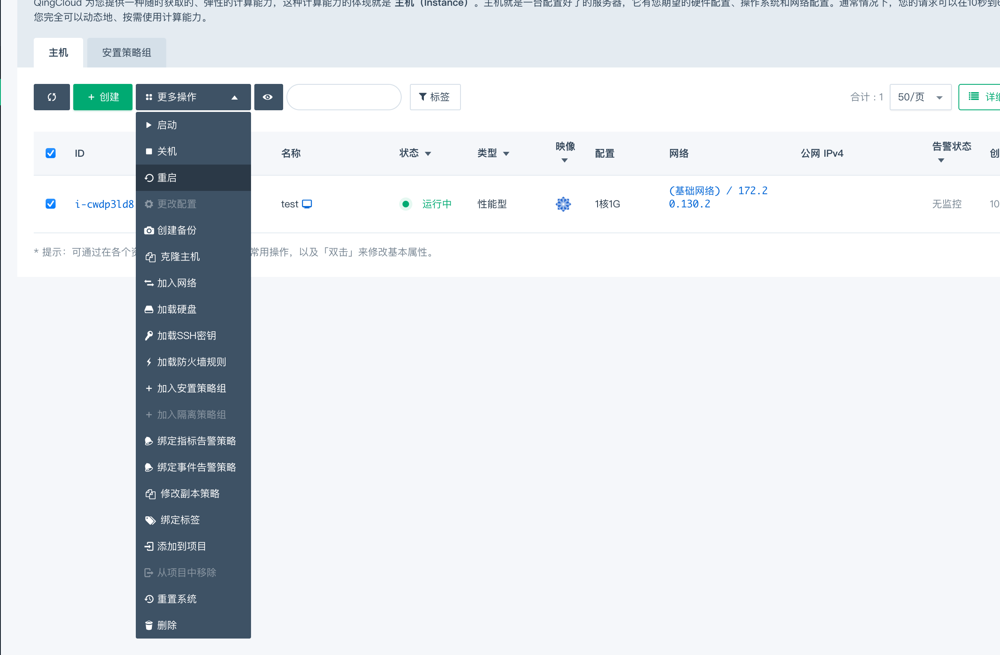 QingCloud 为您提供一种随时获取的、弹性的计算能力，这种计算能力的体现就是 主机（Instance）。主机就是一台配置好了的服务器，它有您期望的硬件配置、操作系统和网络配置。通常情况下，您的请求可以在10秒到
您完全可以动态地、按需使用计算能力。
主机
安置策略组
+ 创建
更多操作
标签
合计：1
50/页
详细
启动
关机
重启
更改配置
创建备份
克隆主机
加入网络
加载硬盘
加载SSH密钥
加载防火墙规则
+ 加入安置策略组
+ 加入隔离策略组
绑定指标告警策略
绑定事件告警策略
修改副本策略
绑定标签
添加到项目
从项目中移除
重置系统
删除
ID
名称
状态
类型
映像
配置
网络
公网 IPv4
告警状态
创
i-cwdp3ld8
test
运行中
性能型
1核1G
(基础网络) / 172.2
0.130.2
无监控
10
* 提示：可通过在各个
常用操作，以及「双击」来修改基本属性。